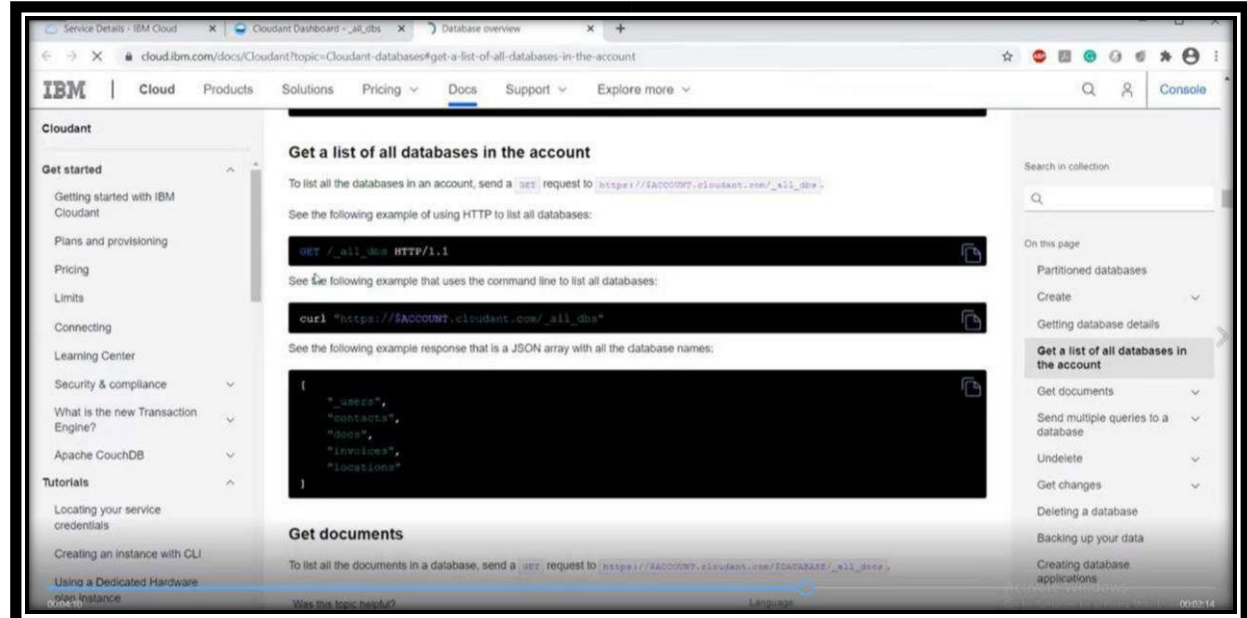 Service Details - IBM Cloud
Cloudant Dashboard - _all_dbs
Database overview
cloud.ibm.com/docs/Cloudant?topic=Cloudant-databases#get-a-list-of-all-databases-in-the-account
IBM Cloud Products Solutions Pricing Docs Support Explore more Console
Cloudant
Get started
Getting started with IBM
Cloudant
Plans and provisioning
Pricing
Limits
Connecting
Learning Center
Security & compliance
What is the new Transaction
Engine?
Apache CouchDB
Tutorials
Locating your service
credentials
Creating an instance with CLI
Using a Dedicated Hardware
plan instance
Get a list of all databases in the account
To list all the databases in an account, send a GET request to https://$ACCOUNT.cloudant.com/_all_dbs.
See the following example of using HTTP to list all databases:
GET /_all_dbs HTTP/1.1
See the following example that uses the command line to list all databases:
curl "https://$ACCOUNT.cloudant.com/_all_dbs"
See the following example response that is a JSON array with all the database names:
[
"_users",
"contacts",
"docs",
"invoices",
"locations"
]
Get documents
To list all the documents in a database, send a GET request to https://$ACCOUNT.cloudant.com/$DATABASE/_all_docs.
Was this topic helpful?
Language:
Search in collection
On this page
Partitioned databases
Create
Getting database details
Get a list of all databases in
the account
Get documents
Send multiple queries to a
database
Undelete
Get changes
Deleting a database
Backing up your data
Creating database
applications
00:04:10
00:02:14